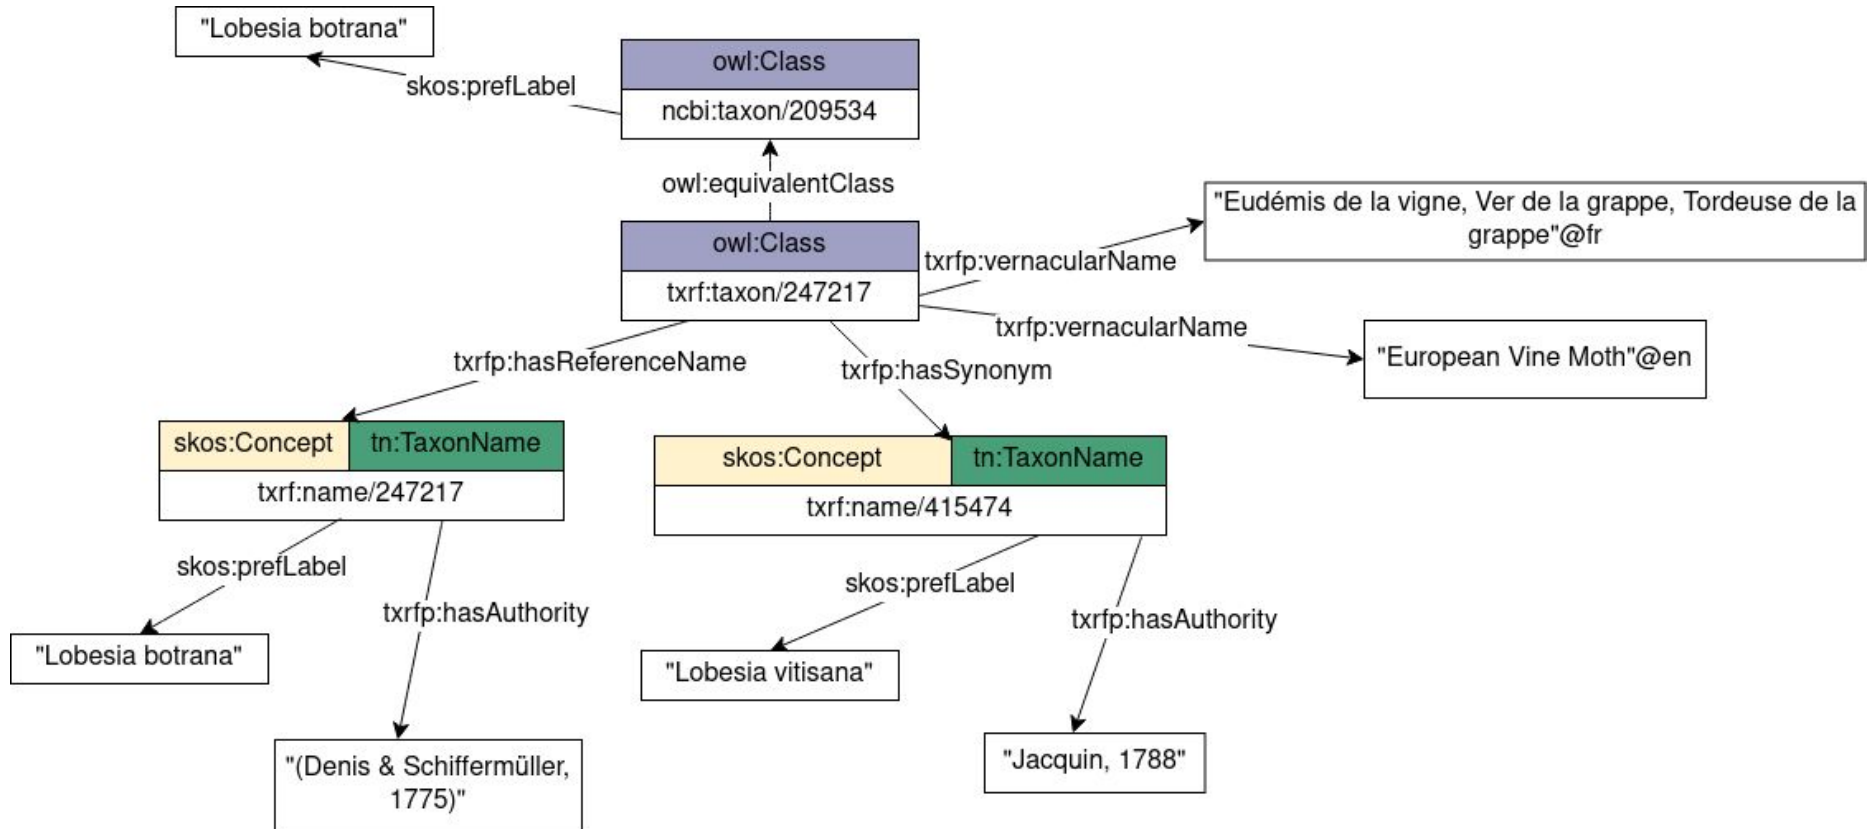 "Lobesia botrana"
owl:Class
skos:prefLabel
ncbi:taxon/209534
owl:equivalentClass
"Eudémis de la vigne, Ver de la grappe, Tordeuse de la
grappe"@fr
owl:Class
txrfp:vernacularName
txrf:taxon/247217
txrfp:vernacularName
"European Vine Moth"@en
txrfp:hasReferenceName
txrfp:hasSynonym
skos:Concept
tn:TaxonName
txrf:name/247217
skos:Concept
tn:TaxonName
txrf:name/415474
skos:prefLabel
txrfp:hasAuthority
skos:prefLabel
txrfp:hasAuthority
"Lobesia botrana"
"Lobesia vitisana"
"(Denis & Schiffermüller,
1775)"
"Jacquin, 1788"